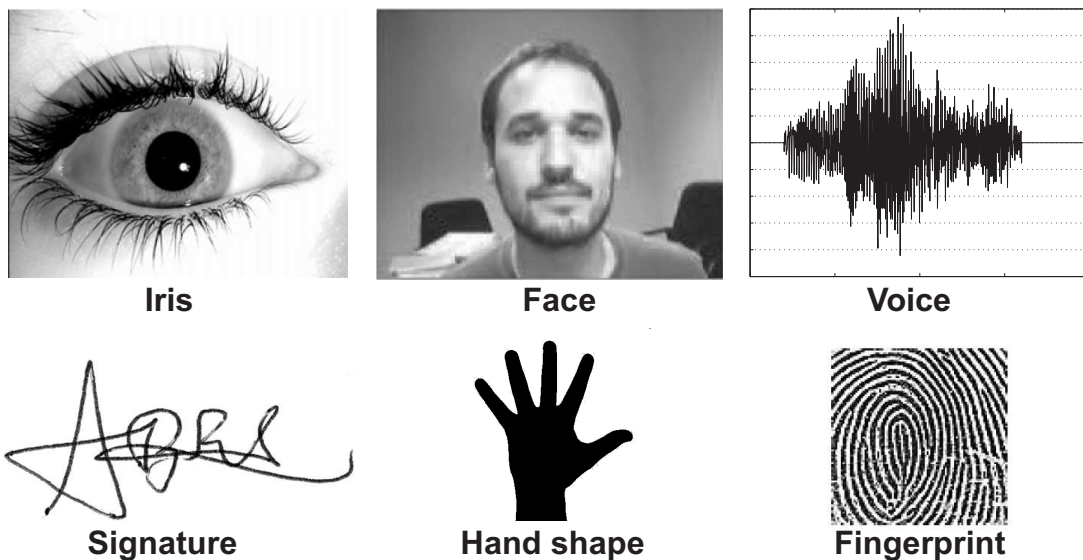 Iris
Face
Voice
Signature
Hand shape
Fingerprint